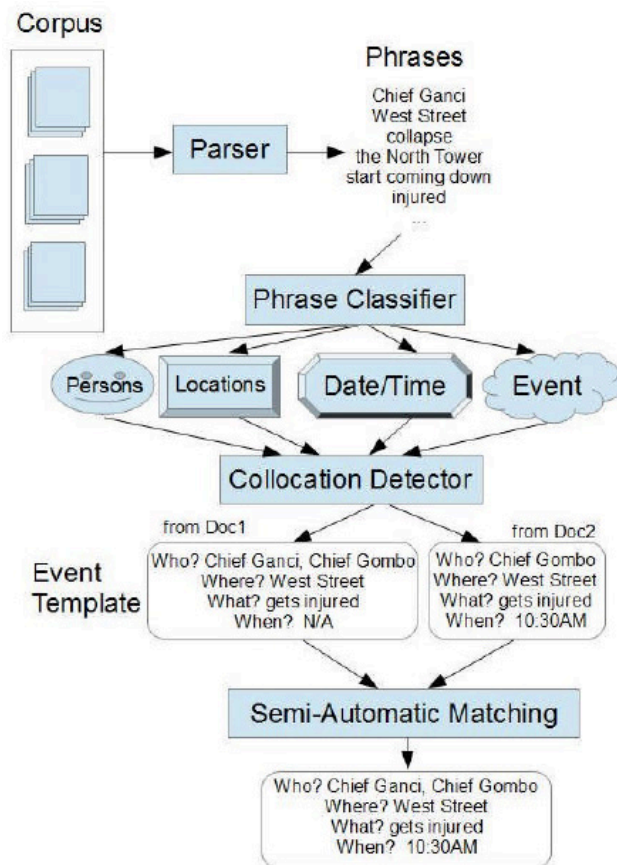 Corpus
Phrases
Chief Ganci
West Street
collapse
the North Tower
start coming down
injured
...
Parser
Phrase Classifier
Persons
Locations
Date/Time
Event
Collocation Detector
from Doc1
from Doc2
Event
Template
Who? Chief Ganci, Chief Gombo
Where? West Street
What? gets injured
When? N/A
Who? Chief Gombo
Where? West Street
What? gets injured
When? 10:30AM
Semi-Automatic Matching
Who? Chief Ganci, Chief Gombo
Where? West Street
What? gets injured
When? 10:30AM